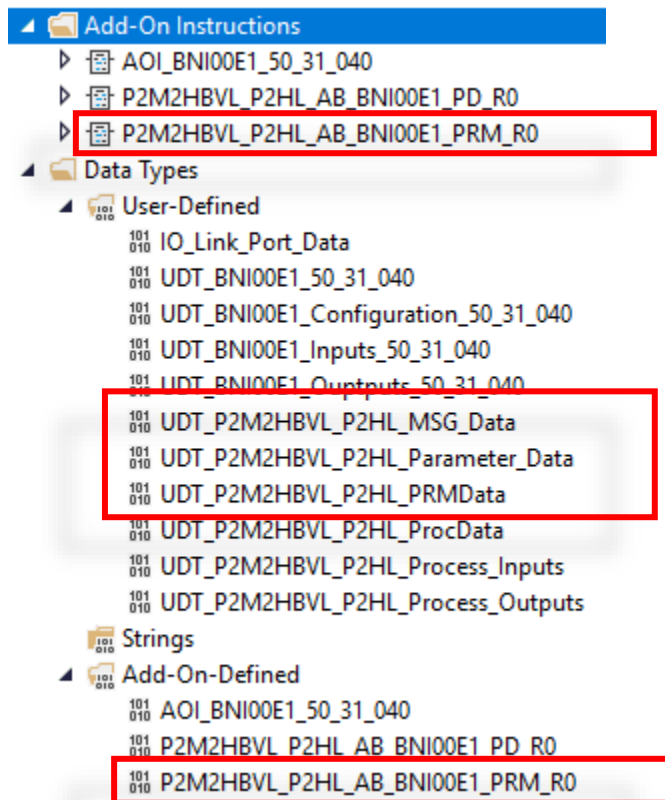 Add-On Instructions
AOI_BNI00E1_50_31_040
P2M2HBVL_P2HL_AB_BNI00E1_PD_R0
P2M2HBVL_P2HL_AB_BNI00E1_PRM_R0
Data Types
User-Defined
IO_Link_Port_Data
UDT_BNI00E1_50_31_040
UDT_BNI00E1_Configuration_50_31_040
UDT_BNI00E1_Inputs_50_31_040
UDT_BNI00E1_Ouptputs_50_31_040
UDT_P2M2HBVL_P2HL_MSG_Data
UDT_P2M2HBVL_P2HL_Parameter_Data
UDT_P2M2HBVL_P2HL_PRMData
UDT_P2M2HBVL_P2HL_ProcData
UDT_P2M2HBVL_P2HL_Process_Inputs
UDT_P2M2HBVL_P2HL_Process_Outputs
Strings
Add-On-Defined
AOI_BNI00E1_50_31_040
P2M2HBVL_P2HL_AB_BNI00E1_PD_R0
P2M2HBVL_P2HL_AB_BNI00E1_PRM_R0